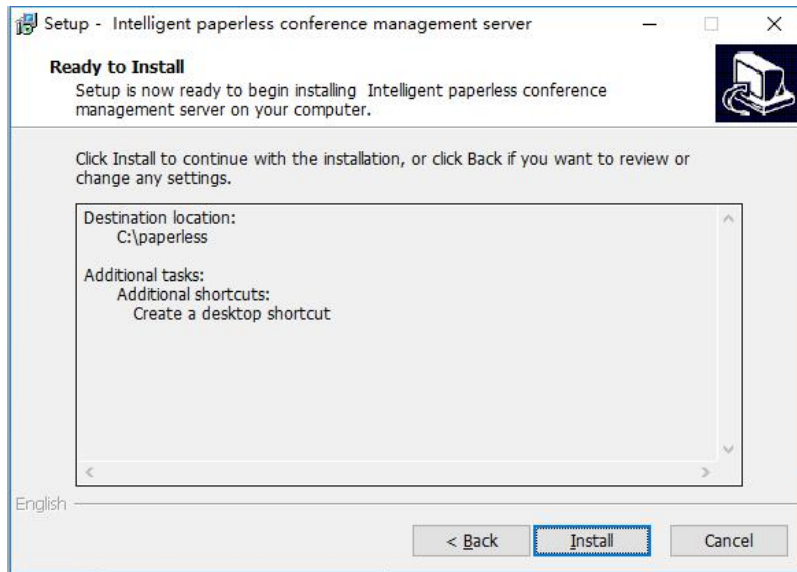 Setup - Intelligent paperless conference management server
Ready to Install
Setup is now ready to begin installing Intelligent paperless conference
management server on your computer.
Click Install to continue with the installation, or click Back if you want to review or
change any settings.
Destination location:
C:\paperless
Additional tasks:
Additional shortcuts:
Create a desktop shortcut
English
< Back
Install
Cancel